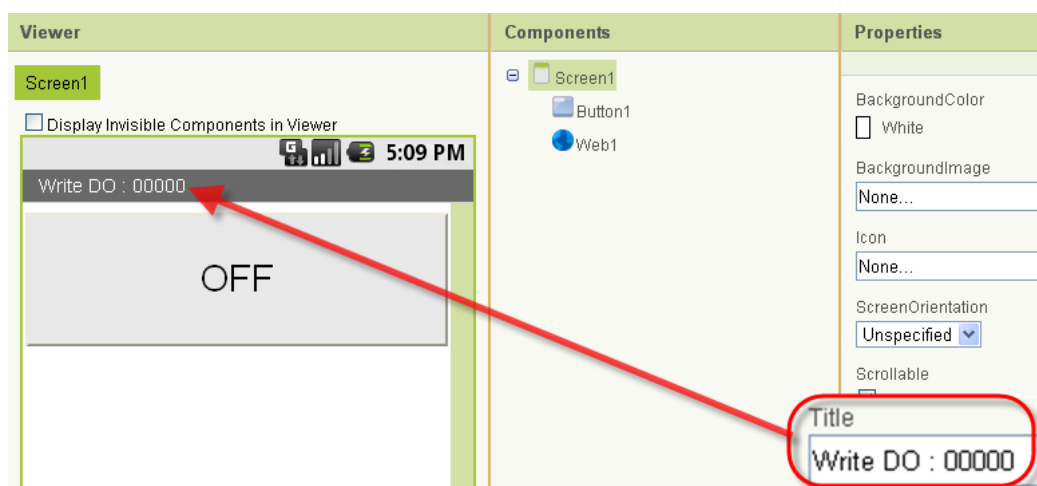 Viewer
Components
Properties
Screen1
Display Invisible Components in Viewer
5:09 PM
Write DO : 00000
OFF
Screen1
Button1
Web1
BackgroundColor
White
BackgroundImage
None...
Icon
None...
ScreenOrientation
Unspecified
Scrollable
Title
Write DO : 00000